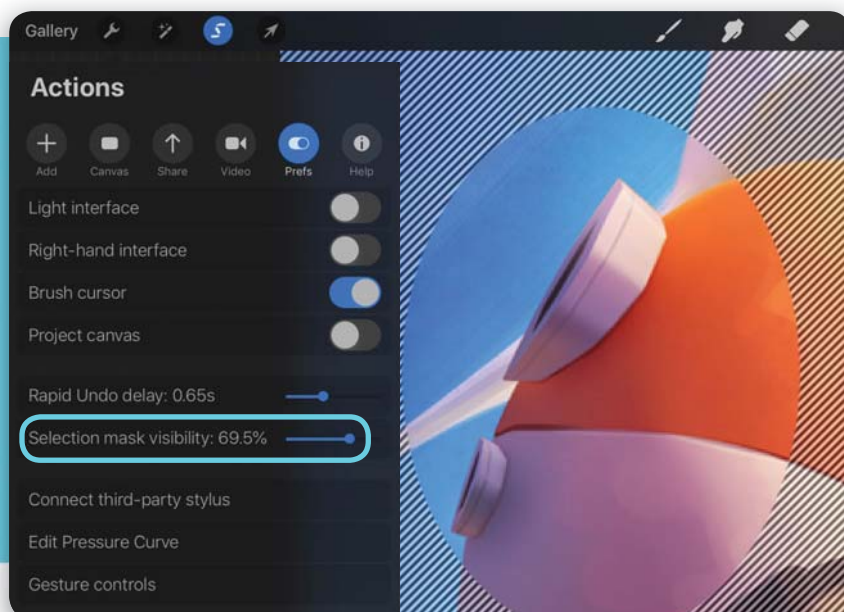 Gallery
Actions
Add Canvas Share Video Prefs Help
Light interface
Right-hand interface
Brush cursor
Project canvas
Rapid Undo delay: 0.65s
Selection mask visibility: 69.5%
Connect third-party stylus
Edit Pressure Curve
Gesture controls